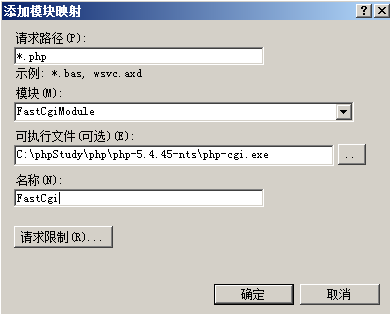 添加模块映射
请求路径(P):
*.php
示例: *.bas, wsvc.axd
模块(M):
FastCgiModule
可执行文件(可选)(E):
C:\phpStudy\php\php-5.4.45-nts\php-cgi.exe
..
名称(N):
FastCgi
请求限制(R)...
确定 取消